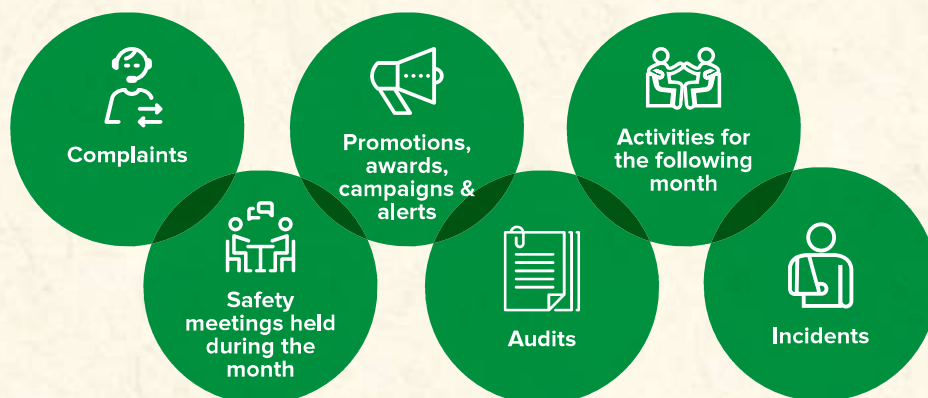 Complaints
Promotions,
awards,
campaigns &
alerts
Activities for
the following
month
Safety
meetings held
during the
month
Audits
Incidents